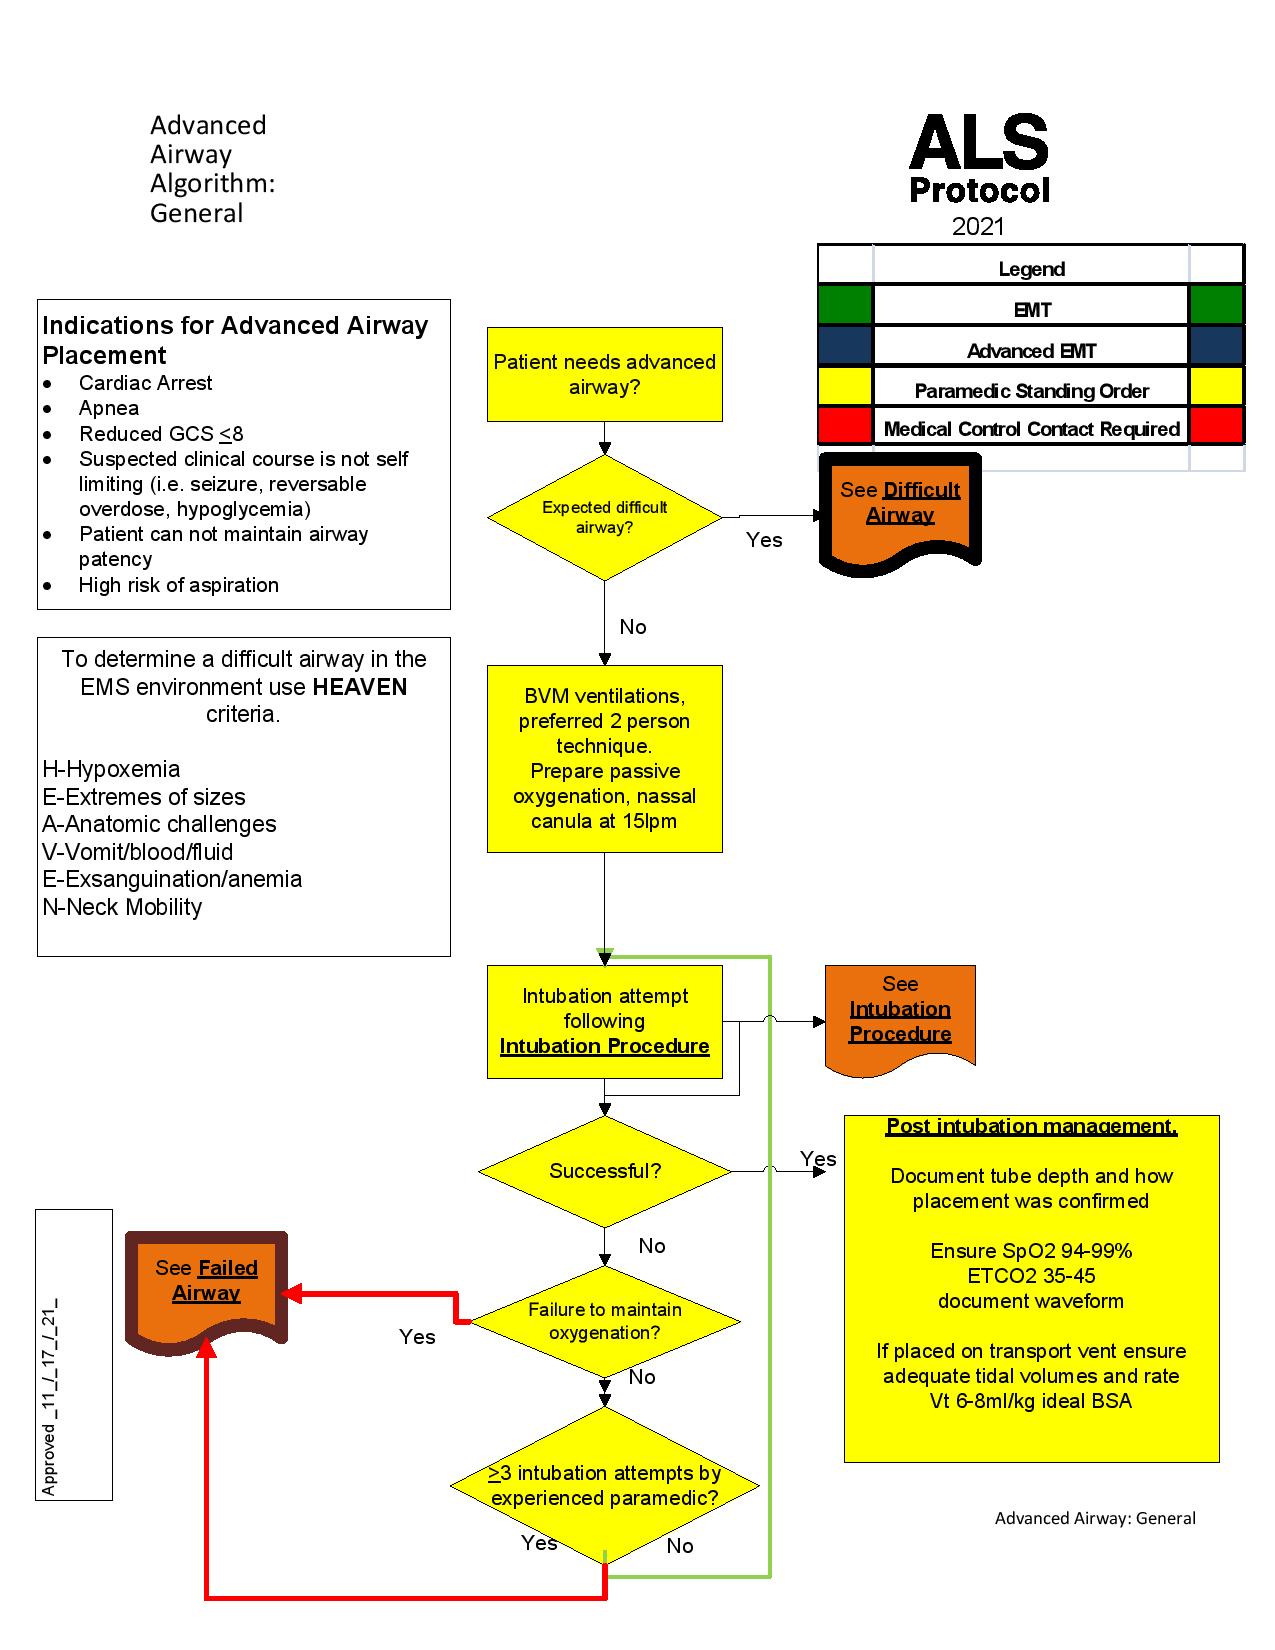 Advanced
Airway
Algorithm:
General
ALS
Protocol
2021
Legend
EMT
Advanced EMT
Paramedic Standing Order
Medical Control Contact Required
Indications for Advanced Airway
Placement
• Cardiac Arrest
• Apnea
• Reduced GCS <8
• Suspected clinical course is not self
limiting (i.e. seizure, reversable
overdose, hypoglycemia)
• Patient can not maintain airway
patency
• High risk of aspiration
Patient needs advanced
airway?
Expected difficult
airway?
Yes
See Difficult
Airway
No
To determine a difficult airway in the
EMS environment use HEAVEN
criteria.
H-Hypoxemia
E-Extremes of sizes
A-Anatomic challenges
V-Vomit/blood/fluid
E-Exsanguination/anemia
N-Neck Mobility
BVM ventilations,
preferred 2 person
technique.
Prepare passive
oxygenation, nassal
canula at 15lpm
Intubation attempt
following
Intubation Procedure
See
Intubation
Procedure
Successful?
Yes
No
Post intubation management.
Document tube depth and how
placement was confirmed
Ensure SpO2 94-99%
ETCO2 35-45
document waveform
If placed on transport vent ensure
adequate tidal volumes and rate
Vt 6-8ml/kg ideal BSA
See Failed
Airway
Failure to maintain
oxygenation?
Yes
No
>3 intubation attempts by
experienced paramedic?
Yes
No
Approved _11_/_17_/_21_
Advanced Airway: General